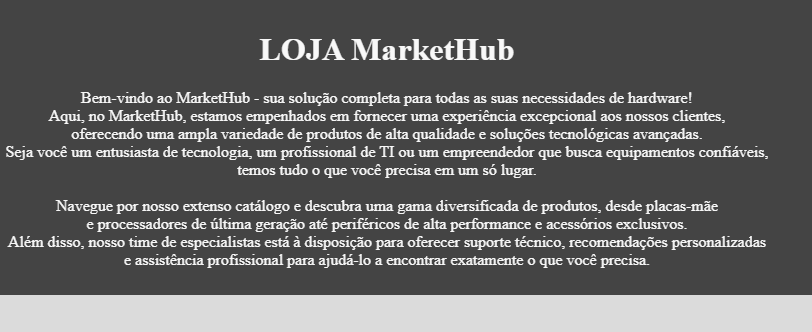 LOJA MarketHub
Bem-vindo ao MarketHub - sua solução completa para todas as suas necessidades de hardware!
Aqui, no MarketHub, estamos empenhados em fornecer uma experiência excepcional aos nossos clientes,
oferecendo uma ampla variedade de produtos de alta qualidade e soluções tecnológicas avançadas.
Seja você um entusiasta de tecnologia, um profissional de TI ou um empreendedor que busca equipamentos confiáveis,
temos tudo o que você precisa em um só lugar.
Navegue por nosso extenso catálogo e descubra uma gama diversificada de produtos, desde placas-mãe
e processadores de última geração até periféricos de alta performance e acessórios exclusivos.
Além disso, nosso time de especialistas está à disposição para oferecer suporte técnico, recomendações personalizadas
e assistência profissional para ajudá-lo a encontrar exatamente o que você precisa.